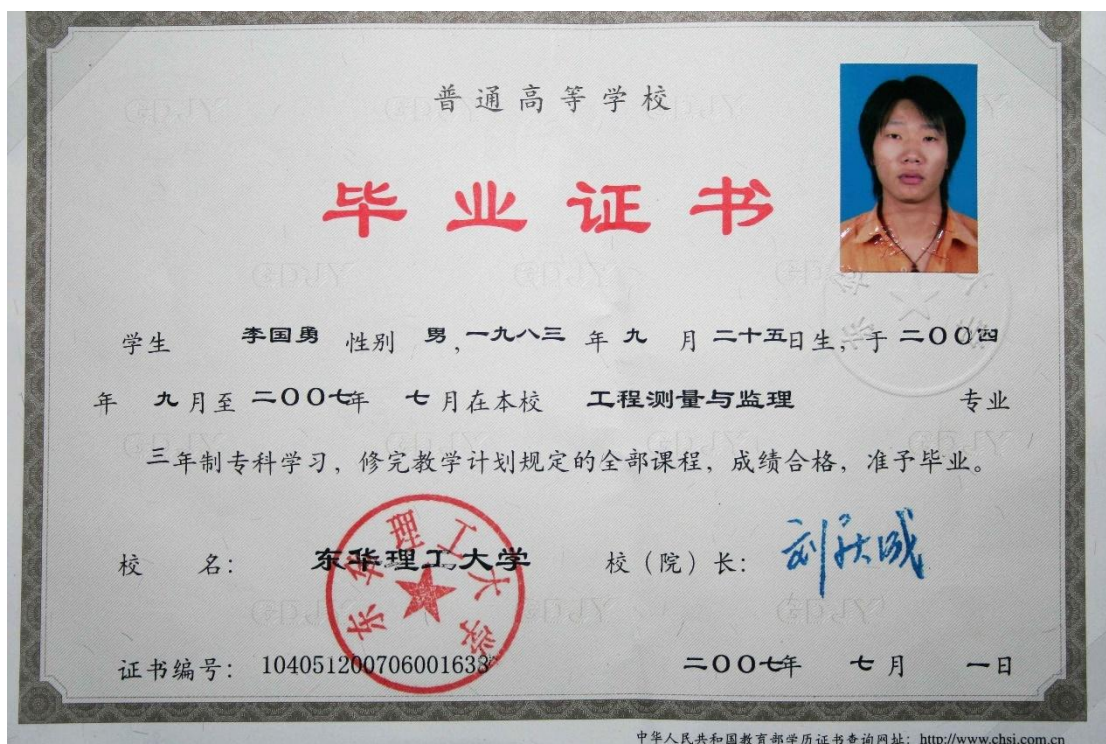 普通高等学校
毕业证书
学生 李国勇 性别 男,一九八三 年 九 月 二十五日生,于 二〇〇四
年 九月至 二〇〇七年 七月在本校 工程测量与监理 专业
三年制专科学习，修完教学计划规定的全部课程，成绩合格，准予毕业。
校 名： 东华理工大学 校（院）长：
东华理工大学
证书编号： 104051200706001633 二〇〇七年 七月 一日
中华人民共和国教育部学历证书查询网址： http://www.chsi.com.cn